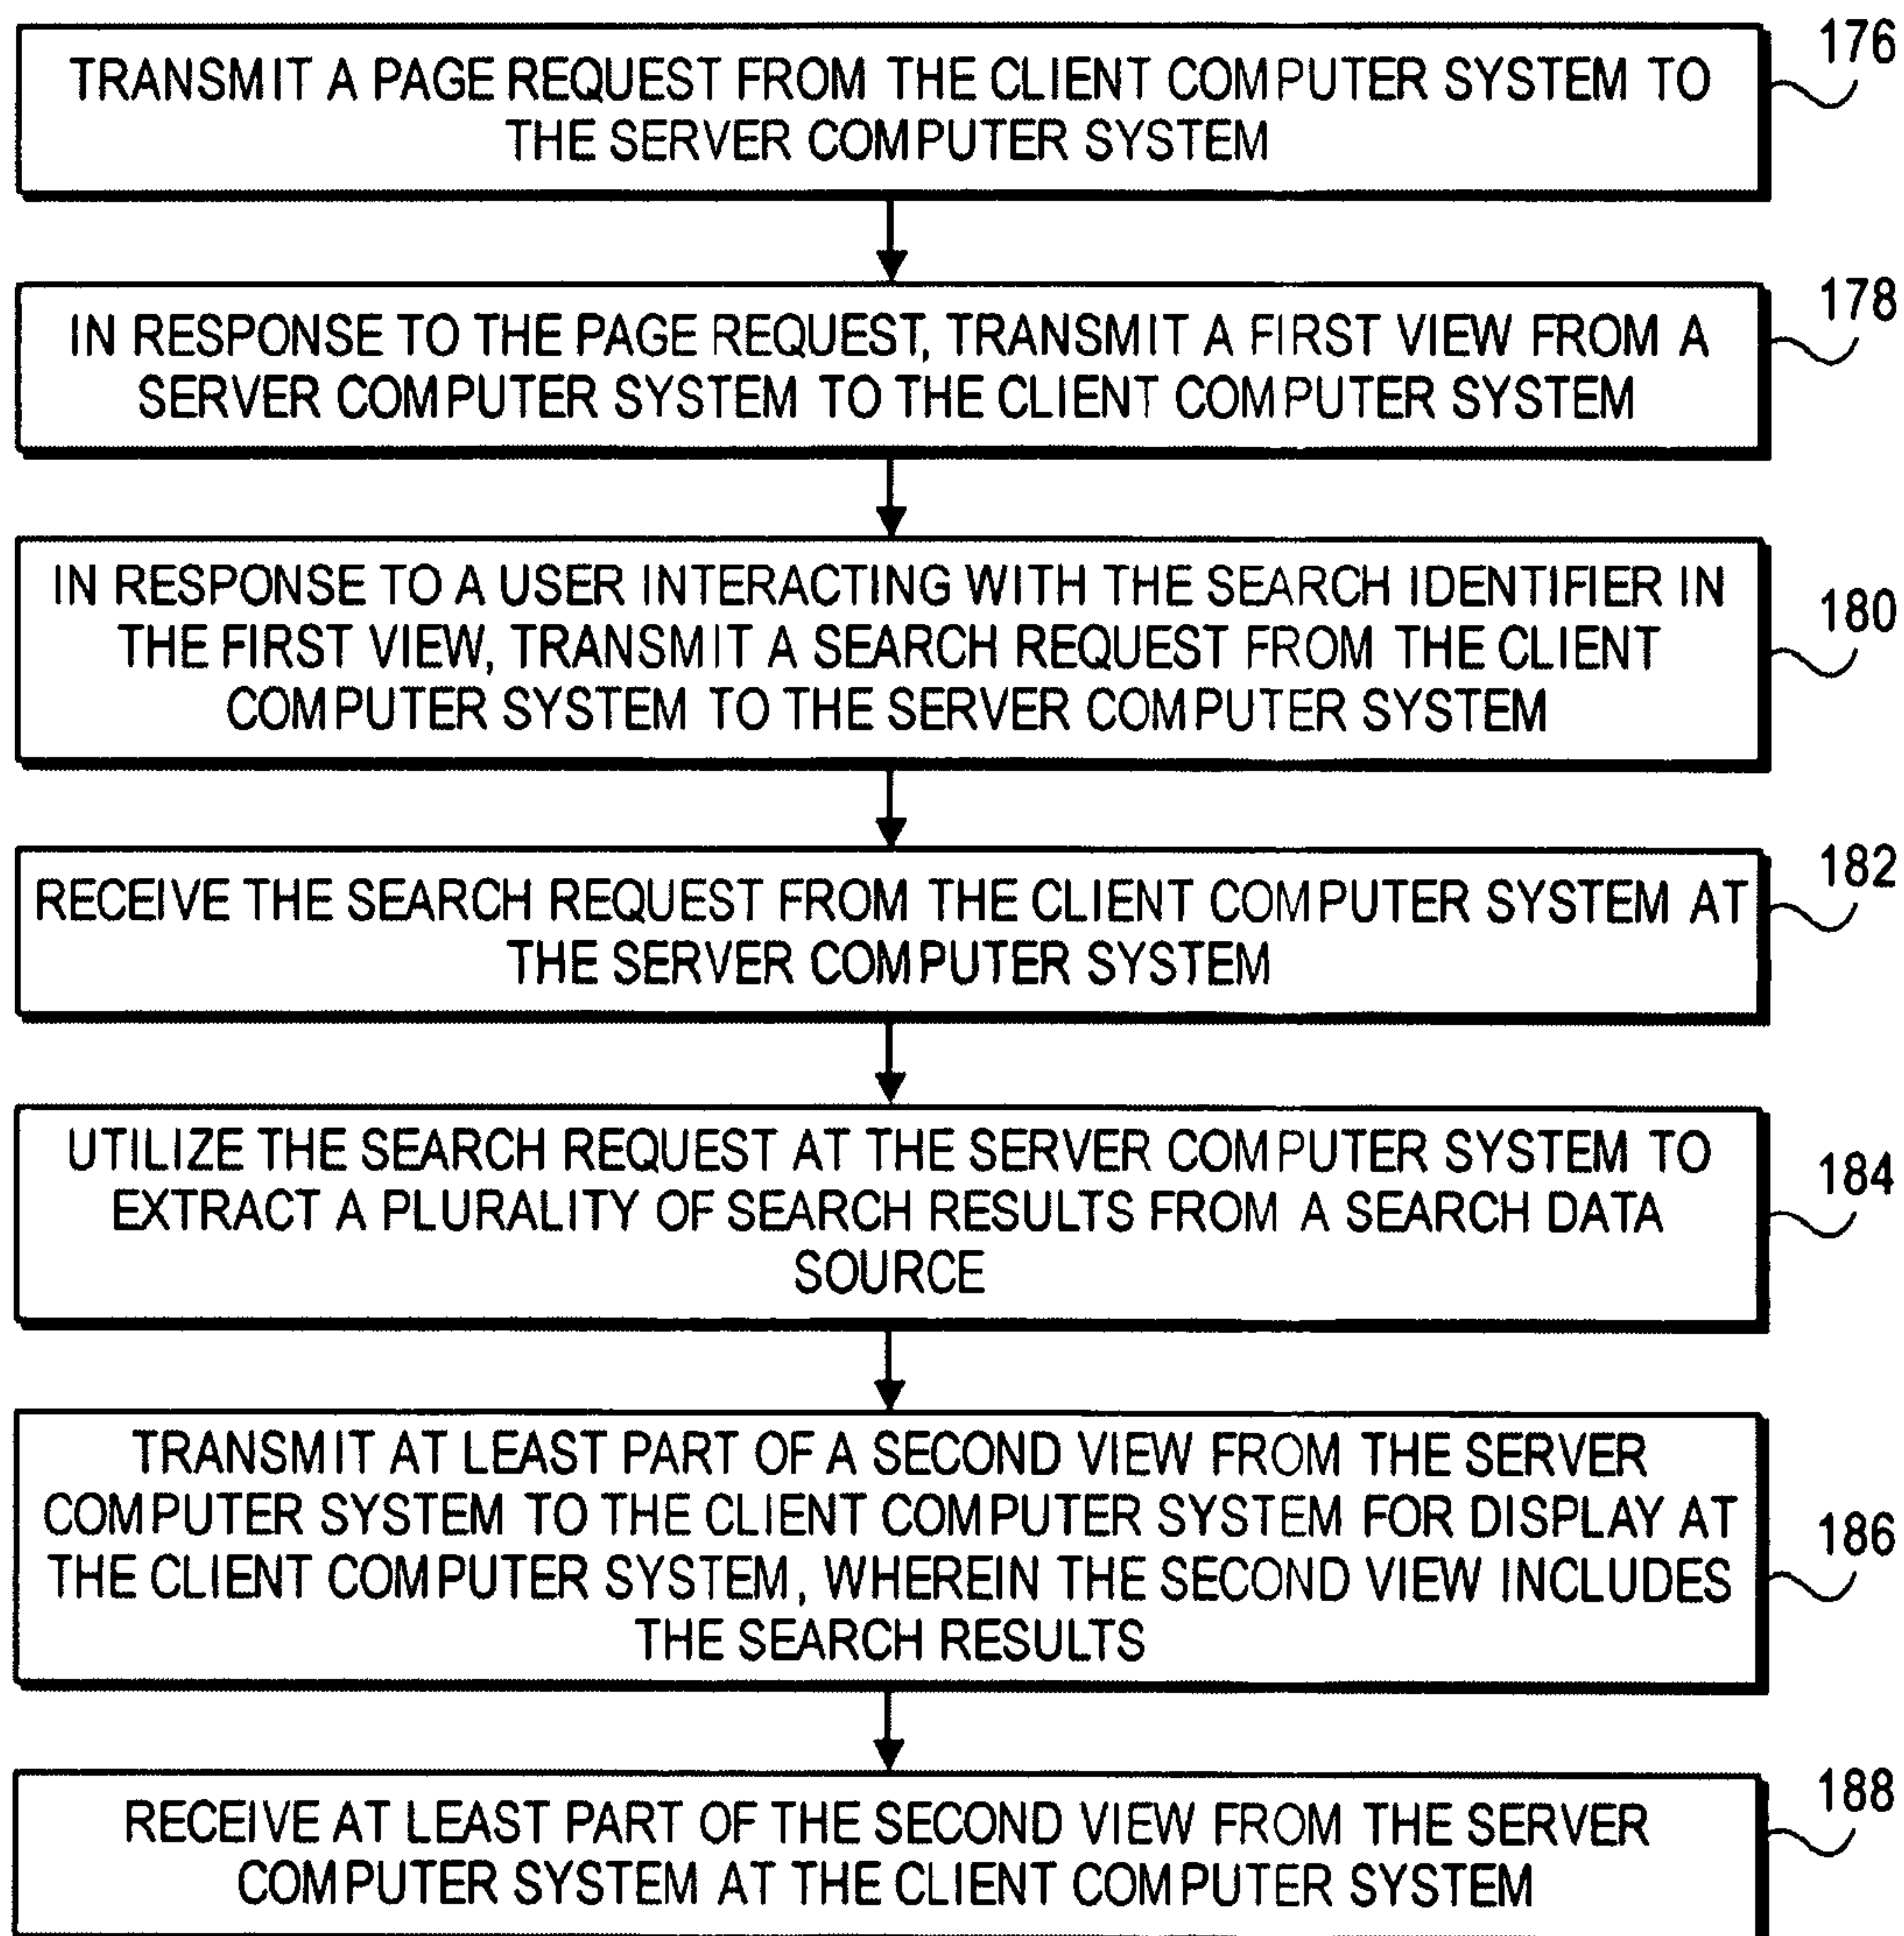 176
TRANSMIT A PAGE REQUEST FROM THE CLIENT COMPUTER SYSTEM TO
THE SERVER COMPUTER SYSTEM
178
IN RESPONSE TO THE PAGE REQUEST, TRANSMIT A FIRST VIEW FROM A
SERVER COMPUTER SYSTEM TO THE CLIENT COMPUTER SYSTEM
180
IN RESPONSE TO A USER INTERACTING WITH THE SEARCH IDENTIFIER IN
THE FIRST VIEW, TRANSMIT A SEARCH REQUEST FROM THE CLIENT
COMPUTER SYSTEM TO THE SERVER COMPUTER SYSTEM
182
RECEIVE THE SEARCH REQUEST FROM THE CLIENT COMPUTER SYSTEM AT
THE SERVER COMPUTER SYSTEM
184
UTILIZE THE SEARCH REQUEST AT THE SERVER COMPUTER SYSTEM TO
EXTRACT A PLURALITY OF SEARCH RESULTS FROM A SEARCH DATA
SOURCE
186
TRANSMIT AT LEAST PART OF A SECOND VIEW FROM THE SERVER
COMPUTER SYSTEM TO THE CLIENT COMPUTER SYSTEM FOR DISPLAY AT
THE CLIENT COMPUTER SYSTEM, WHEREIN THE SECOND VIEW INCLUDES
THE SEARCH RESULTS
188
RECEIVE AT LEAST PART OF THE SECOND VIEW FROM THE SERVER
COMPUTER SYSTEM AT THE CLIENT COMPUTER SYSTEM